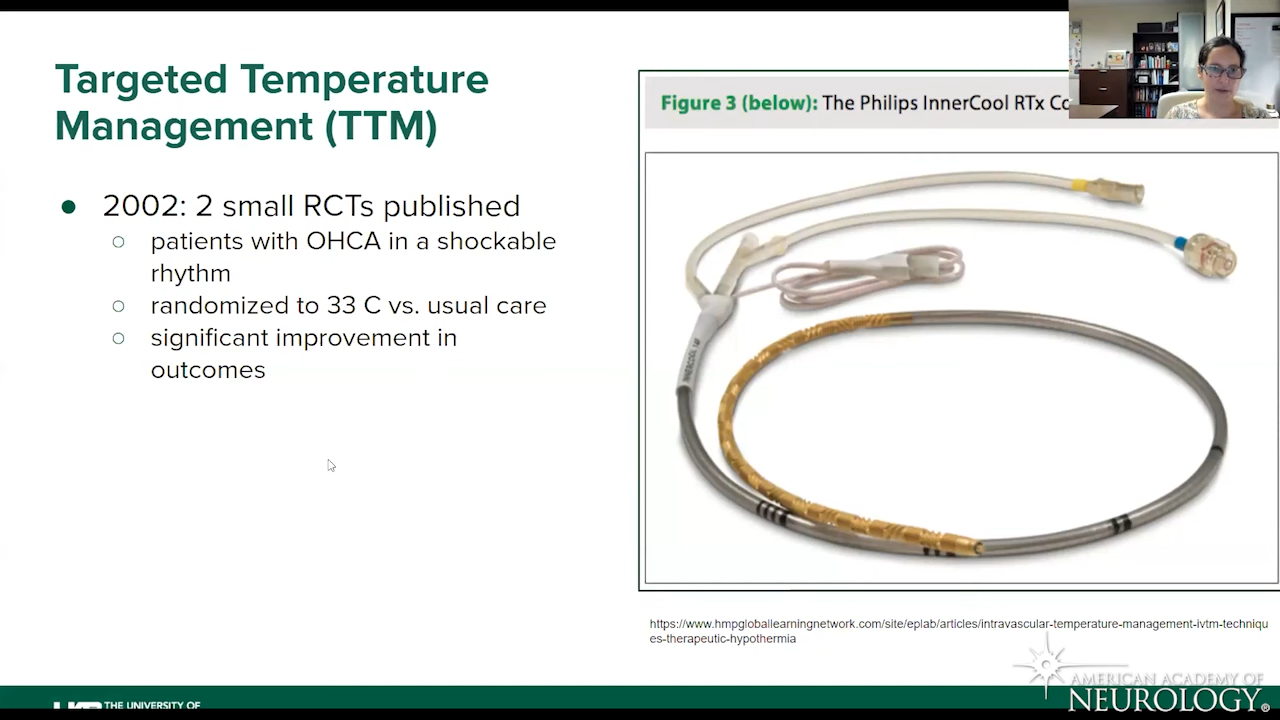 Targeted Temperature
Management (TTM)
● 2002: 2 small RCTs published
○ patients with OHCA in a shockable
rhythm
○ randomized to 33 C vs. usual care
○ significant improvement in
outcomes
Figure 3 (below): The Philips InnerCool RTx
INNERCOOL
https://www.hmpgloballearningnetwork.com/site/eplab/articles/intravascular-temperature-management-ivtm-techniqu
es-therapeutic-hypothermia
THE UNIVERSITY OF
AMERICAN ACADEMY OF
NEUROLOGY®